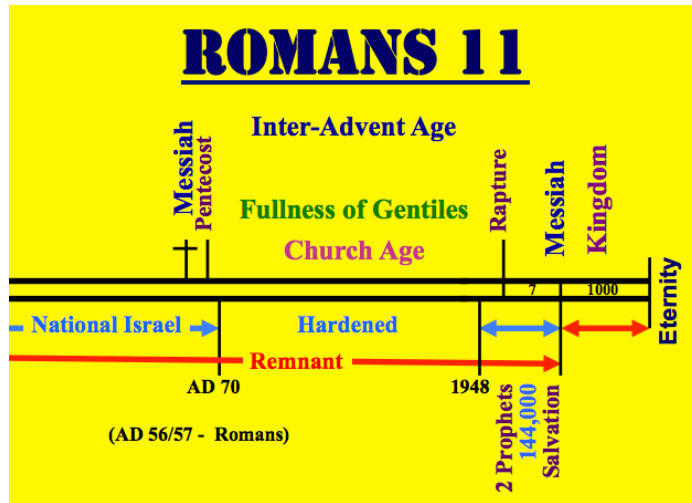 ROMANS 11
Inter-Advent Age
Messiah
Pentecost
Fullness of Gentiles
Church Age
Rapture
Messiah
Kingdom
7
1000
Eternity
National Israel
Hardened
Remnant
AD 70
1948
(AD 56/57 - Romans)
2 Prophets
144,000
Salvation